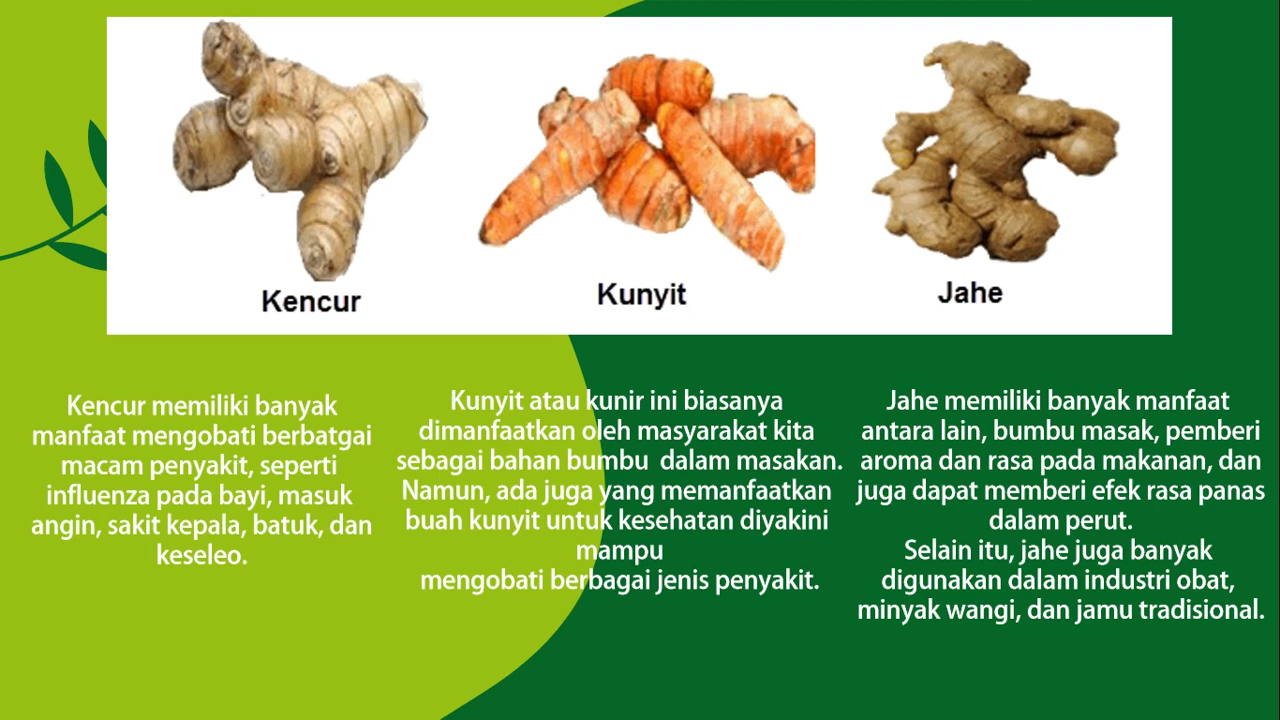 Kencur
Kunyit
Jahe
Kencur memiliki banyak
manfaat mengobati berbatgai
macam penyakit, seperti
influenza pada bayi, masuk
angin, sakit kepala, batuk, dan
keseleo.
Kunyit atau kunir ini biasanya
dimanfaatkan oleh masyarakat kita
sebagai bahan bumbu  dalam masakan.
Namun, ada juga yang memanfaatkan
buah kunyit untuk kesehatan diyakini
mampu
mengobati berbagai jenis penyakit.
Jahe memiliki banyak manfaat
antara lain, bumbu masak, pemberi
aroma dan rasa pada makanan, dan
juga dapat memberi efek rasa panas
dalam perut.
Selain itu, jahe juga banyak
digunakan dalam industri obat,
minyak wangi, dan jamu tradisional.